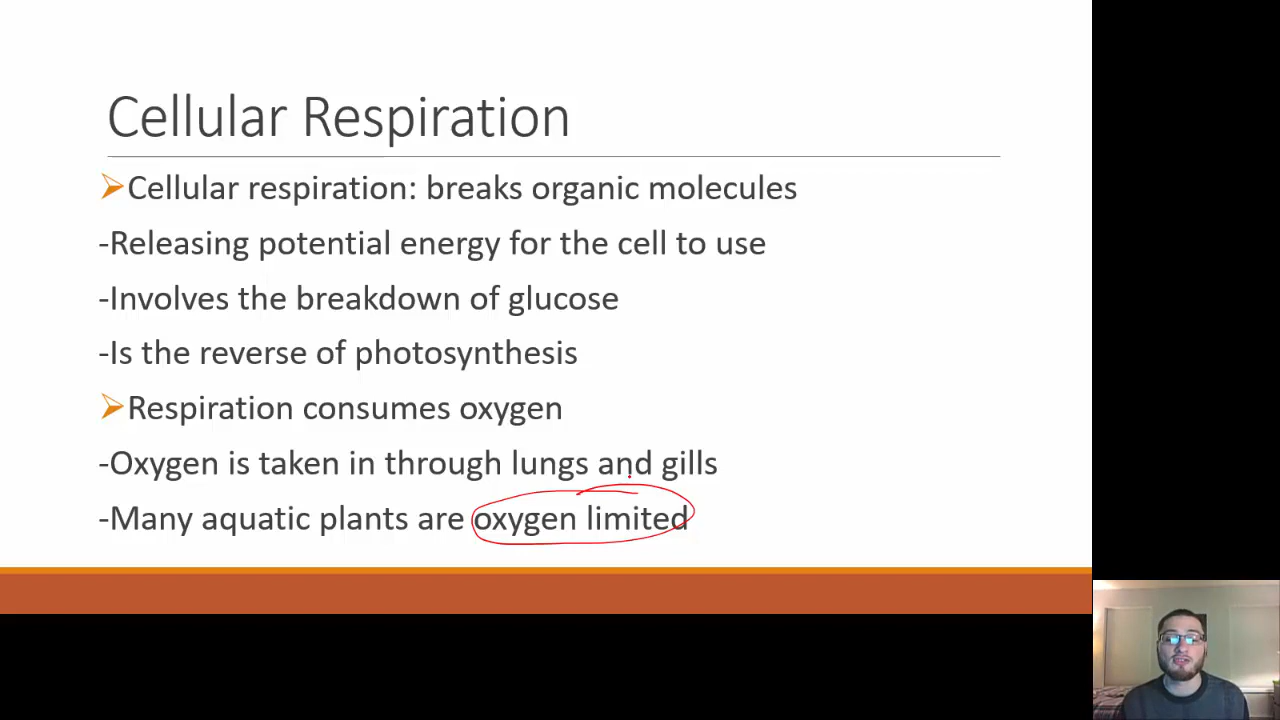 Cellular Respiration
➢Cellular respiration: breaks organic molecules
-Releasing potential energy for the cell to use
-Involves the breakdown of glucose
-Is the reverse of photosynthesis
➢Respiration consumes oxygen
-Oxygen is taken in through lungs and gills
-Many aquatic plants are oxygen limited